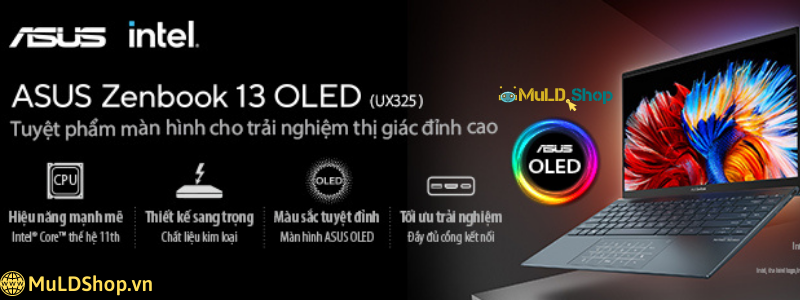 ASUS intel.
ASUS Zenbook 13 OLED (UX325)
Tuyệt phẩm màn hình cho trải nghiệm thị giác đỉnh cao
MuLD.Shop
ASUS
OLED
CPU
OLED
Hiệu năng mạnh mẽ
Intel® Core™ thế hệ 11th
Thiết kế sang trọng
Chất liệu kim loại
Màu sắc tuyệt đỉnh
Màn hình ASUS OLED
Tối ưu trải nghiệm
Đầy đủ cổng kết nối
MuLDShop.vn